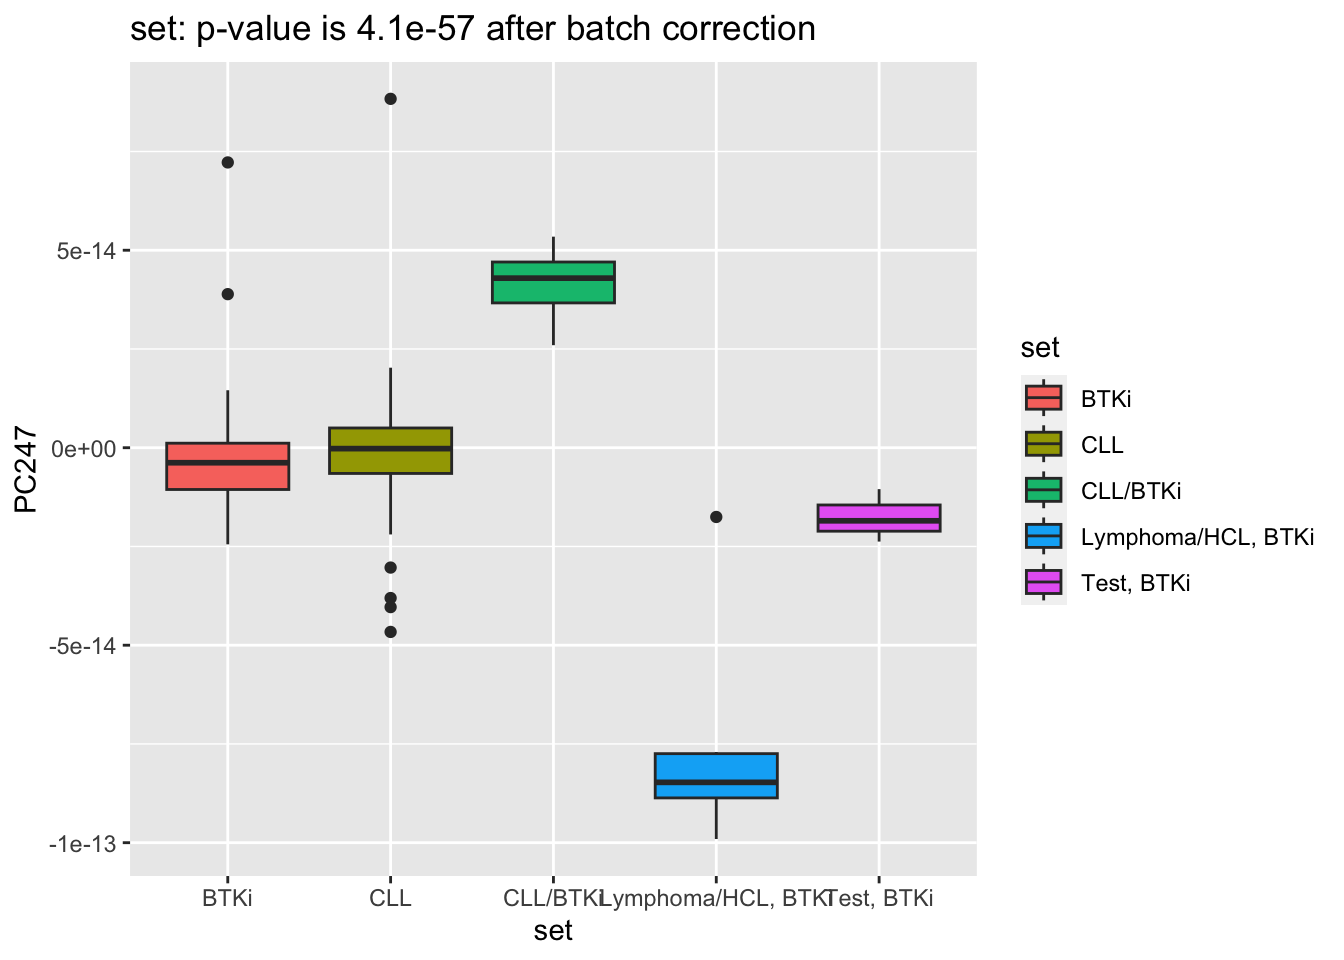 set: p-value is 4.1e-57 after batch correction
PC247
5e-14
0e+00
-5e-14
-1e-13
BTKi
CLL
CLL/BTKi
Lymphoma/HCL, BTKi
Test, BTKi
set
set
BTKi
CLL
CLL/BTKi
Lymphoma/HCL, BTKi
Test, BTKi